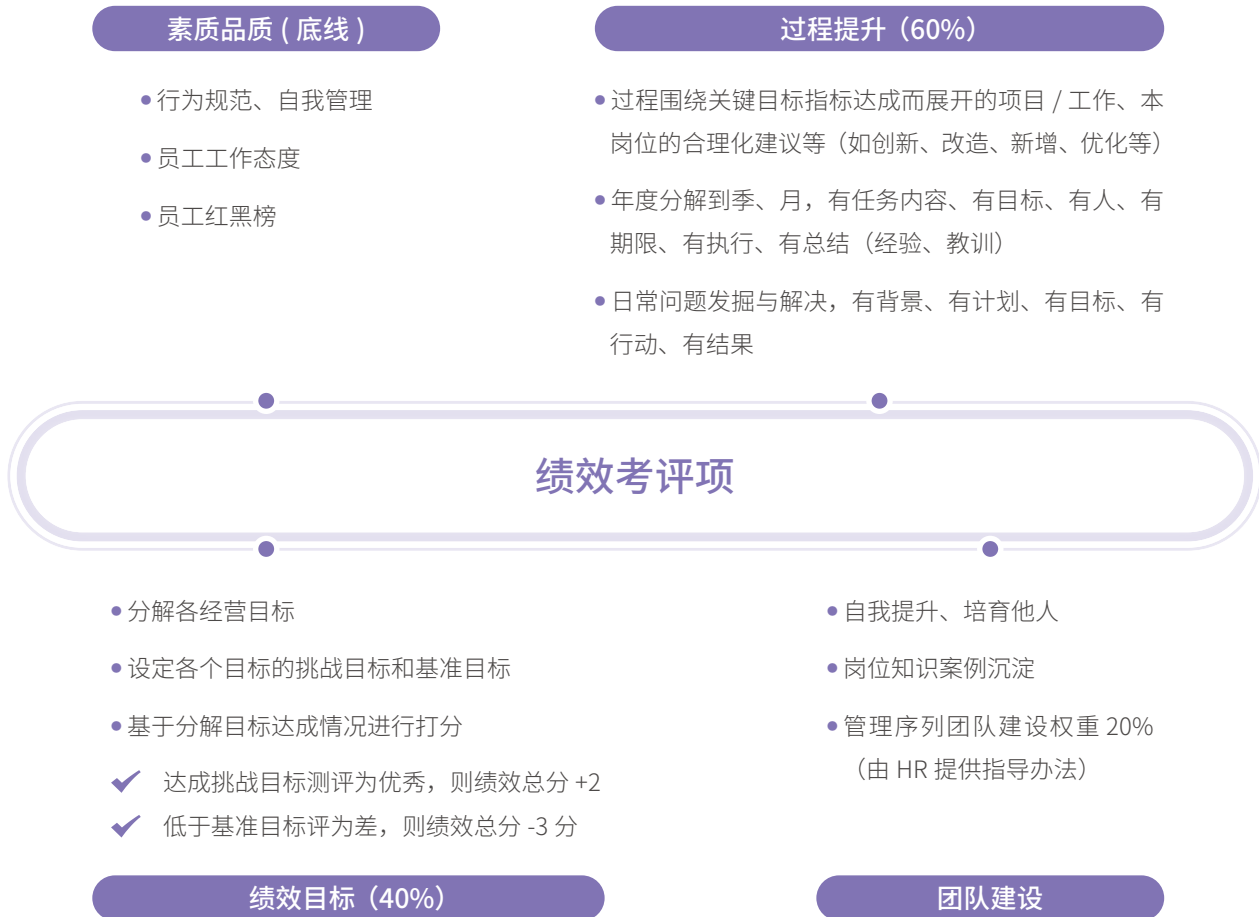 素质品质 ( 底线 )
• 行为规范、自我管理
• 员工工作态度
• 员工红黑榜
过程提升（60%）
• 过程围绕关键目标指标达成而展开的项目 / 工作、本
岗位的合理化建议等（如创新、改造、新增、优化等）
• 年度分解到季、月，有任务内容、有目标、有人、有
期限、有执行、有总结（经验、教训）
• 日常问题发掘与解决，有背景、有计划、有目标、有
行动、有结果
绩效考评项
• 分解各经营目标
• 设定各个目标的挑战目标和基准目标
• 基于分解目标达成情况进行打分
✓ 达成挑战目标测评为优秀，则绩效总分 +2
✓ 低于基准目标评为差，则绩效总分 -3 分
绩效目标（40%）
• 自我提升、培育他人
• 岗位知识案例沉淀
• 管理序列团队建设权重 20%
（由 HR 提供指导办法）
团队建设